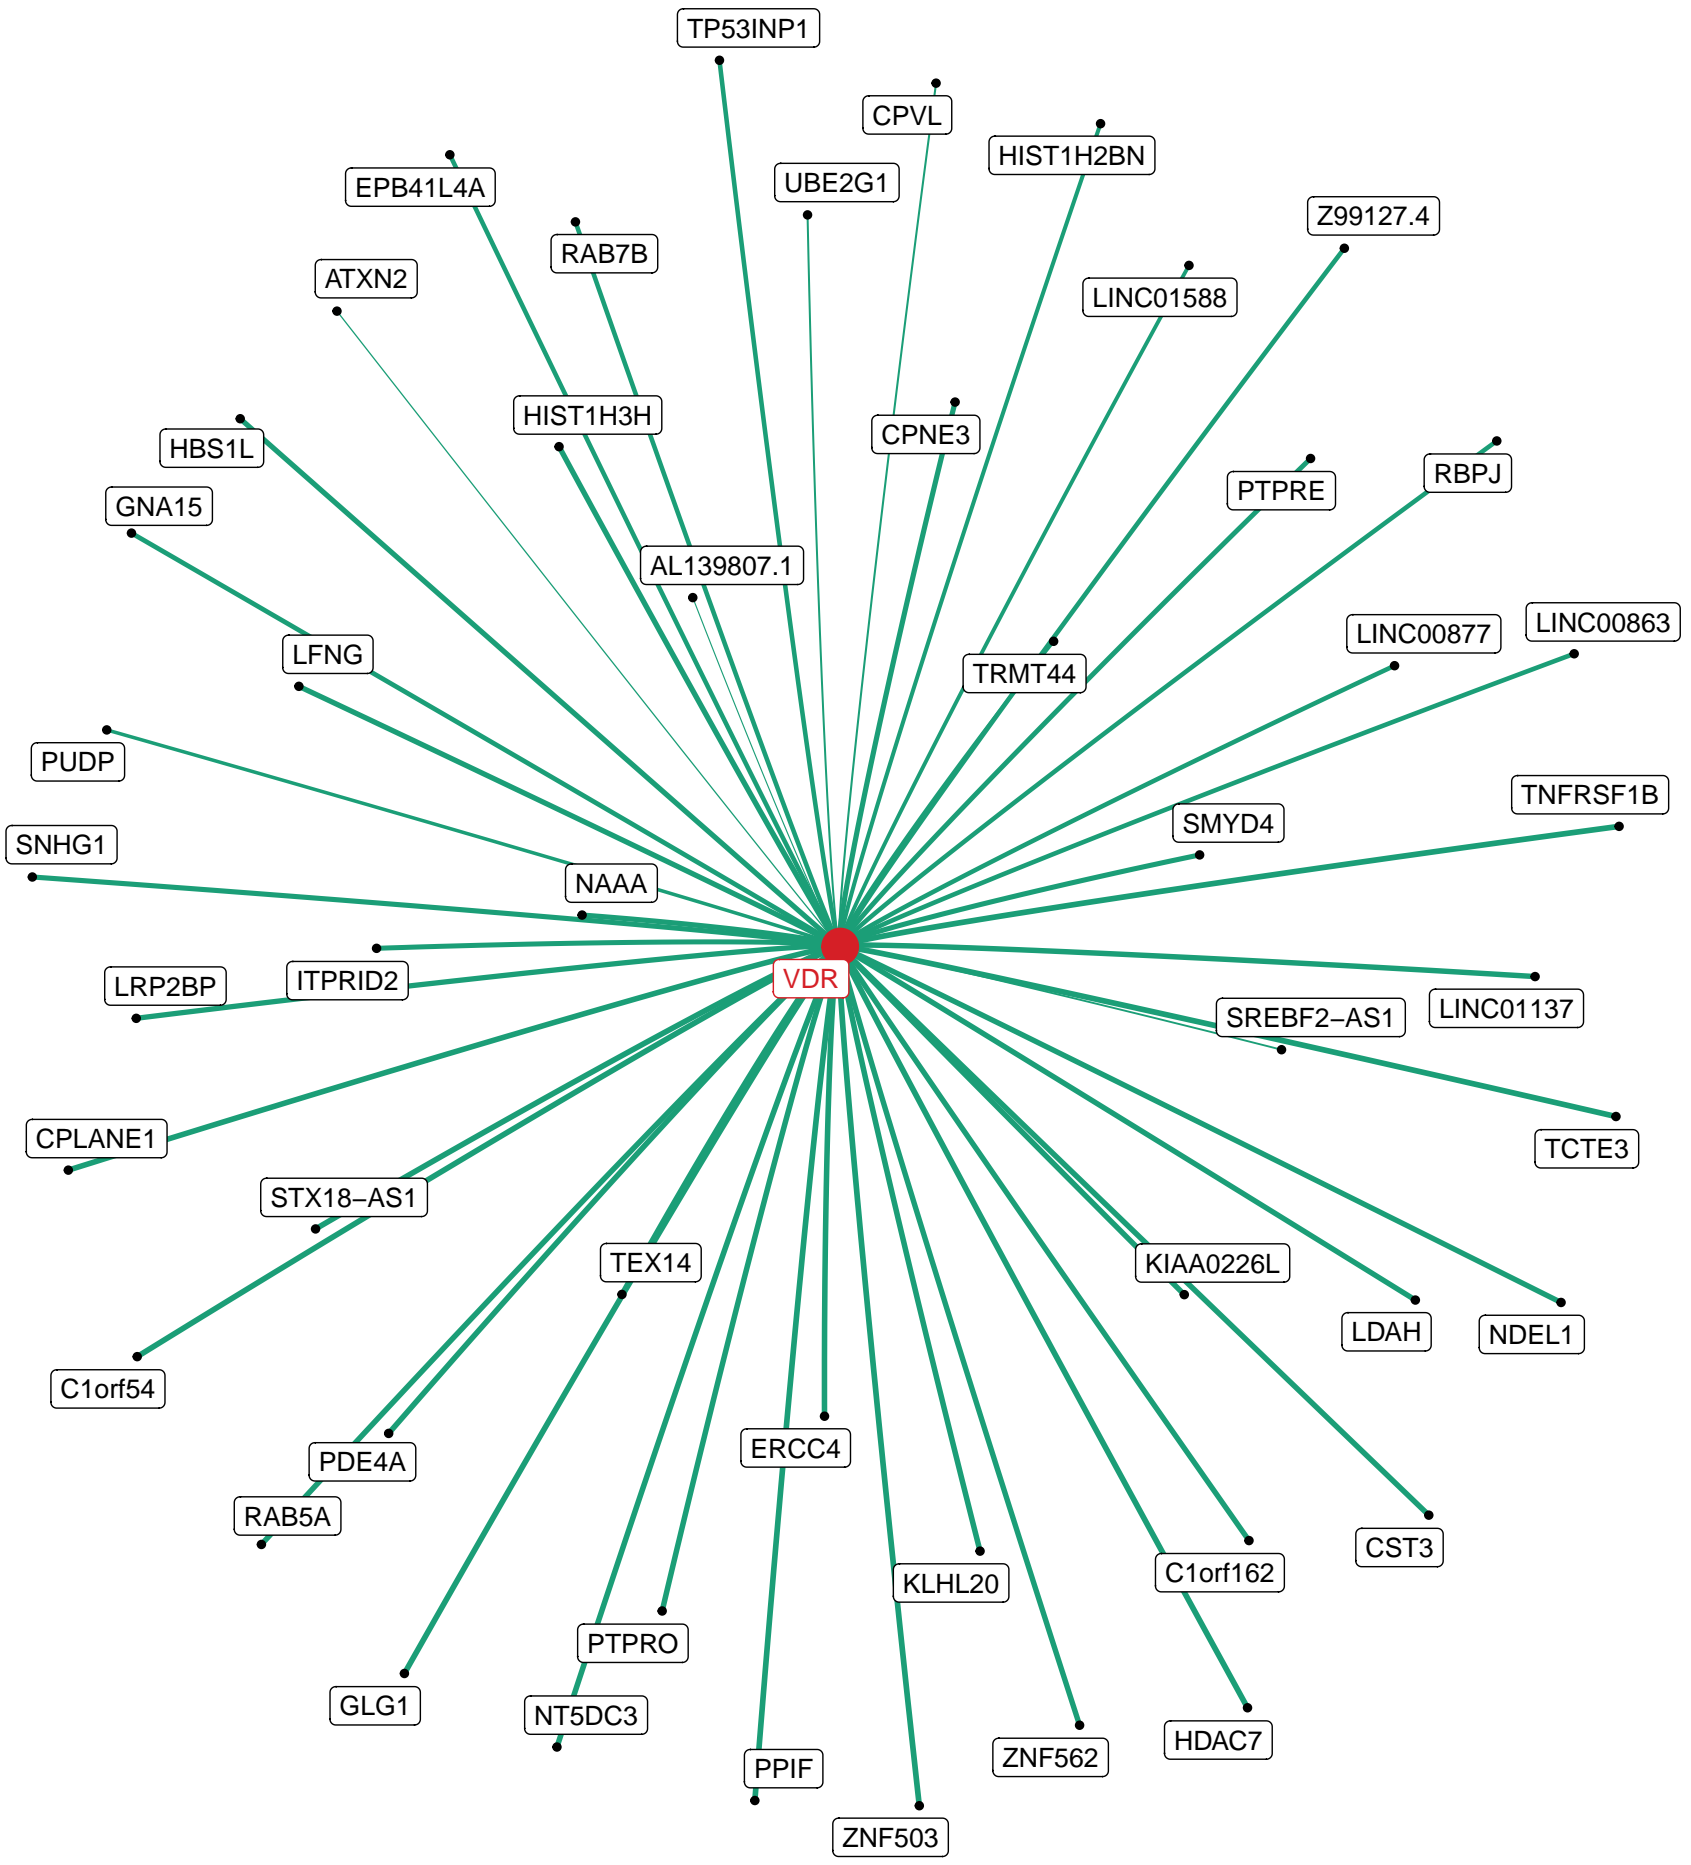 TP53INP1
CPVL
HIST1H2BN
EPB41L4A
UBE2G1
Z99127.4
RAB7B
ATXN2
LINC01588
HIST1H3H
CPNE3
HBS1L
RBPJ
PTPRE
GNA15
AL139807.1
LINC00863
LINC00877
LFNG
TRMT44
PUDP
TNFRSF1B
SMYD4
SNHG1
NAAA
ITPRID2
VDR
LRP2BP
LINC01137
SREBF2–AS1
CPLANE1
TCTE3
STX18–AS1
TEX14
KIAA0226L
LDAH
NDEL1
C1orf54
ERCC4
PDE4A
RAB5A
CST3
C1orf162
KLHL20
PTPRO
GLG1
NT5DC3
HDAC7
ZNF562
PPIF
ZNF503